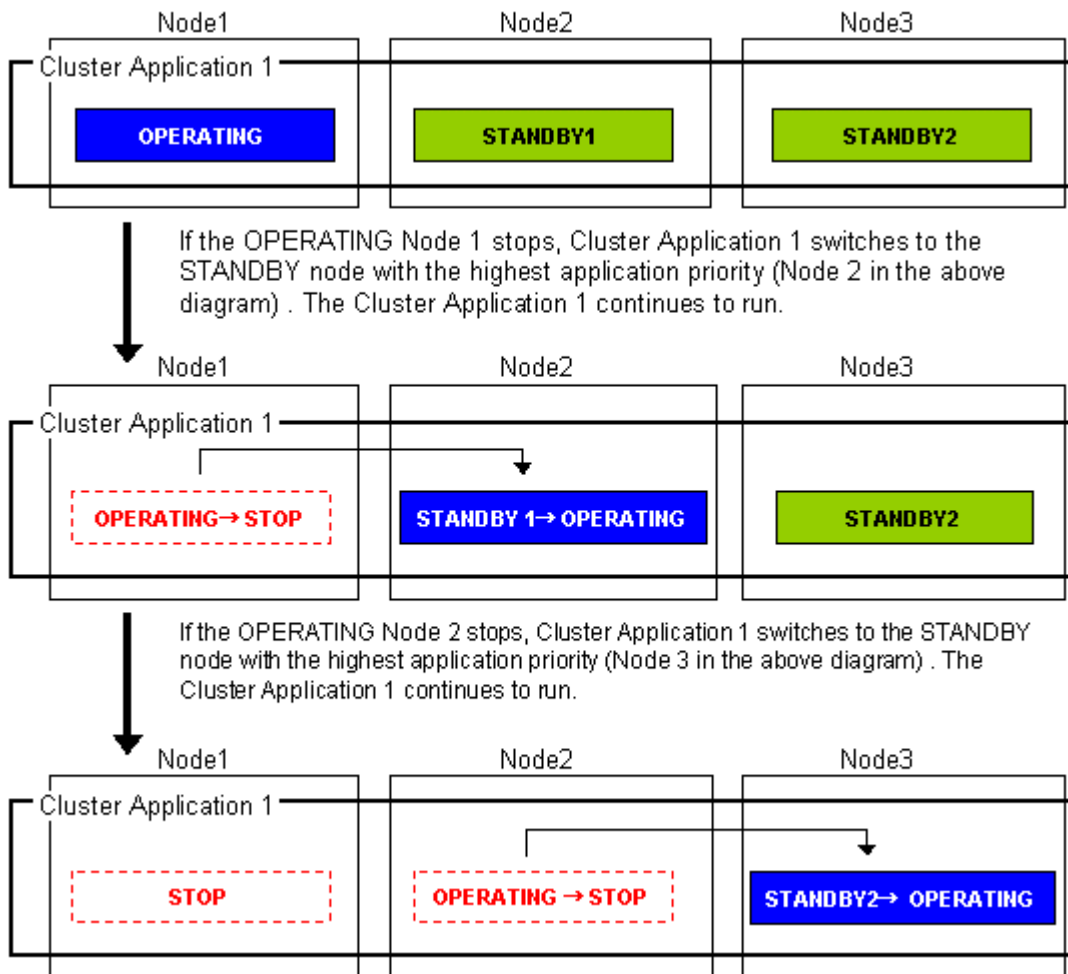 Node1 Node2 Node3
Cluster Application 1
OPERATING STANDBY1 STANDBY2
If the OPERATING Node 1 stops, Cluster Application 1 switches to the
STANDBY node with the highest application priority (Node 2 in the above
diagram) . The Cluster Application 1 continues to run.
Node1 Node2 Node3
Cluster Application 1
OPERATING→ STOP STANDBY 1→ OPERATING STANDBY2
If the OPERATING Node 2 stops, Cluster Application 1 switches to the STANDBY
node with the highest application priority (Node 3 in the above diagram) . The
Cluster Application 1 continues to run.
Node1 Node2 Node3
Cluster Application 1
STOP OPERATING → STOP STANDBY2→ OPERATING